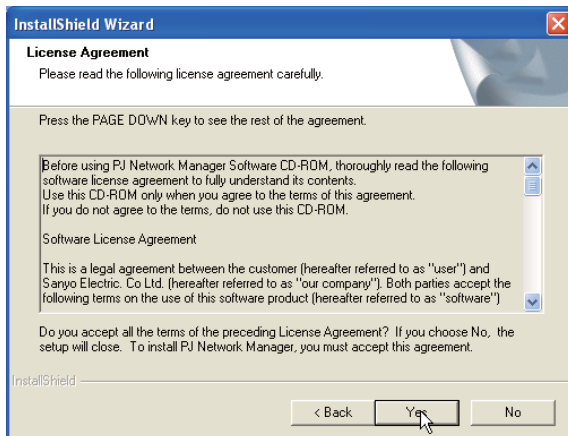 InstallShield Wizard
License Agreement
Please read the following license agreement carefully.
Press the PAGE DOWN key to see the rest of the agreement.
Before using PJ Network Manager Software CD-ROM, thoroughly read the following
software license agreement to fully understand its contents.
Use this CD-ROM only when you agree to the terms of this agreement.
If you do not agree to the terms, do not use this CD-ROM.
Software License Agreement
This is a legal agreement between the customer (hereafter referred to as "user") and
Sanyo Electric. Co Ltd. (hereafter referred to as "our company"). Both parties accept the
following terms on the use of this software product (hereafter referred to as "software")
Do you accept all the terms of the preceding License Agreement? If you choose No, the
setup will close. To install PJ Network Manager, you must accept this agreement.
InstallShield
< Back Yes No